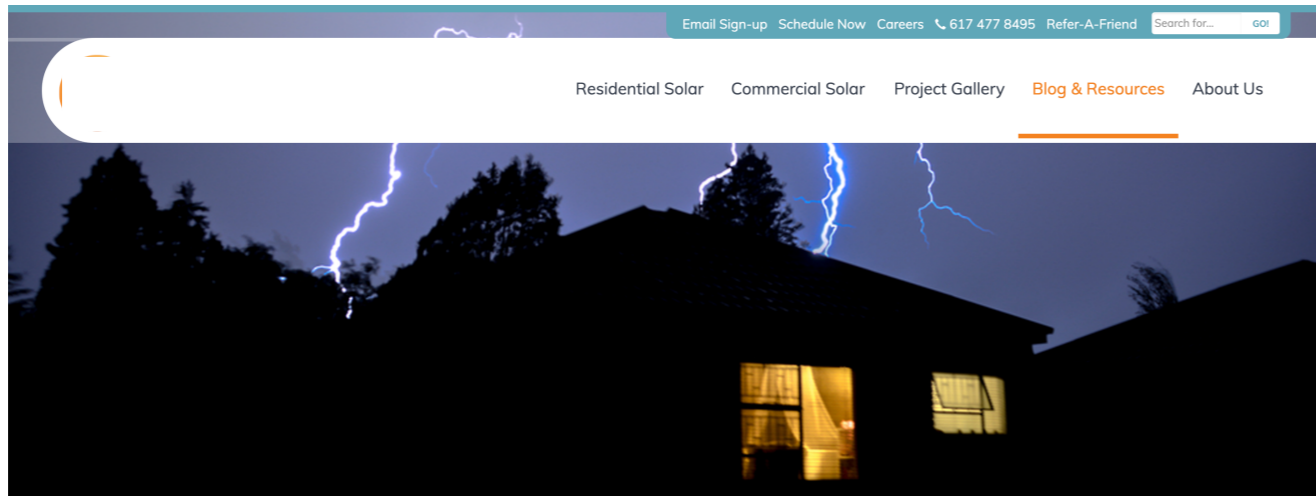 Email Sign-up Schedule Now Careers 617 477 8495 Refer-A-Friend Search for... GO!
Residential Solar Commercial Solar Project Gallery Blog & Resources About Us